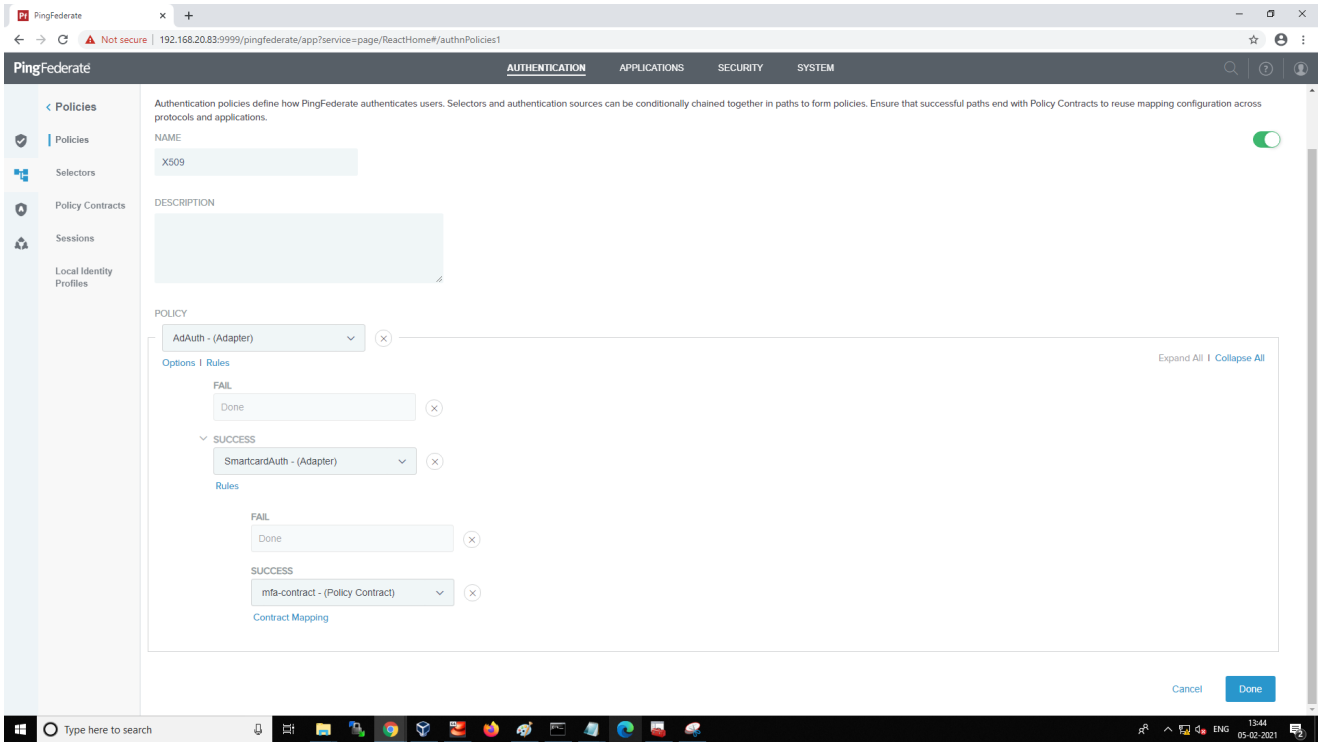 PingFederate
Not secure | 192.168.20.83:9999/pingfederate/app?service=page/ReactHome#/authnPolicies1
PingFederate
AUTHENTICATION
APPLICATIONS
SECURITY
SYSTEM
< Policies
Policies
Selectors
Policy Contracts
Sessions
Local Identity
Profiles
Authentication policies define how PingFederate authenticates users. Selectors and authentication sources can be conditionally chained together in paths to form policies. Ensure that successful paths end with Policy Contracts to reuse mapping configuration across
protocols and applications.
NAME
X509
DESCRIPTION
POLICY
AdAuth - (Adapter)
Options | Rules
Expand All | Collapse All
FAIL
Done
SUCCESS
SmartcardAuth - (Adapter)
Rules
FAIL
Done
SUCCESS
mfa-contract - (Policy Contract)
Contract Mapping
Cancel
Done
Type here to search
ENG
13:44
05-02-2021
2